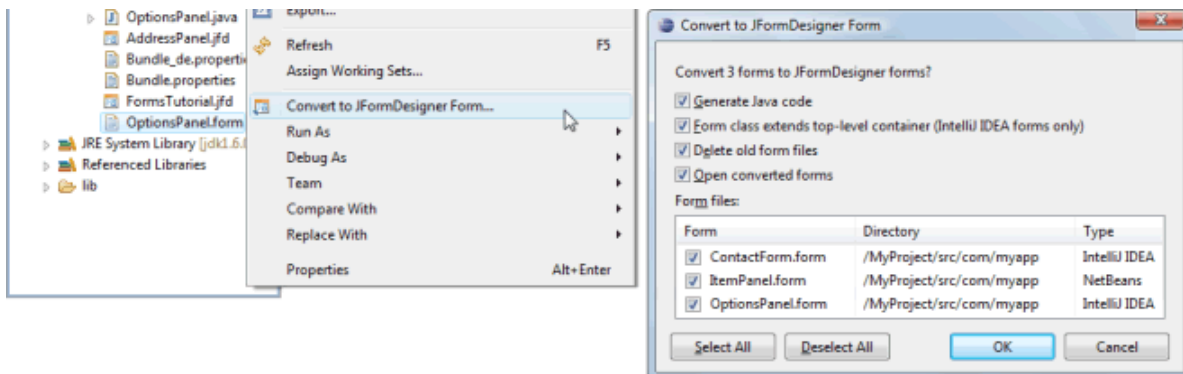 OptionsPanel.java
AddressPanel.jfd
Bundle_de.properti
Bundle.properties
FormsTutorial.jfd
OptionsPanel.form
JRE System Library [jdk1.6.
Referenced Libraries
lib
Export...
Refresh F5
Assign Working Sets...
Convert to JFormDesigner Form...
Run As
Debug As
Team
Compare With
Replace With
Properties Alt+Enter
Convert to JFormDesigner Form
Convert 3 forms to JFormDesigner forms?
Generate Java code
Form class extends top-level container (IntelliJ IDEA forms only)
Delete old form files
Open converted forms
Form files:
Form Directory Type
ContactForm.form /MyProject/src/com/myapp IntelliJ IDEA
ItemPanel.form /MyProject/src/com/myapp NetBeans
OptionsPanel.form /MyProject/src/com/myapp IntelliJ IDEA
Select All Deselect All OK Cancel